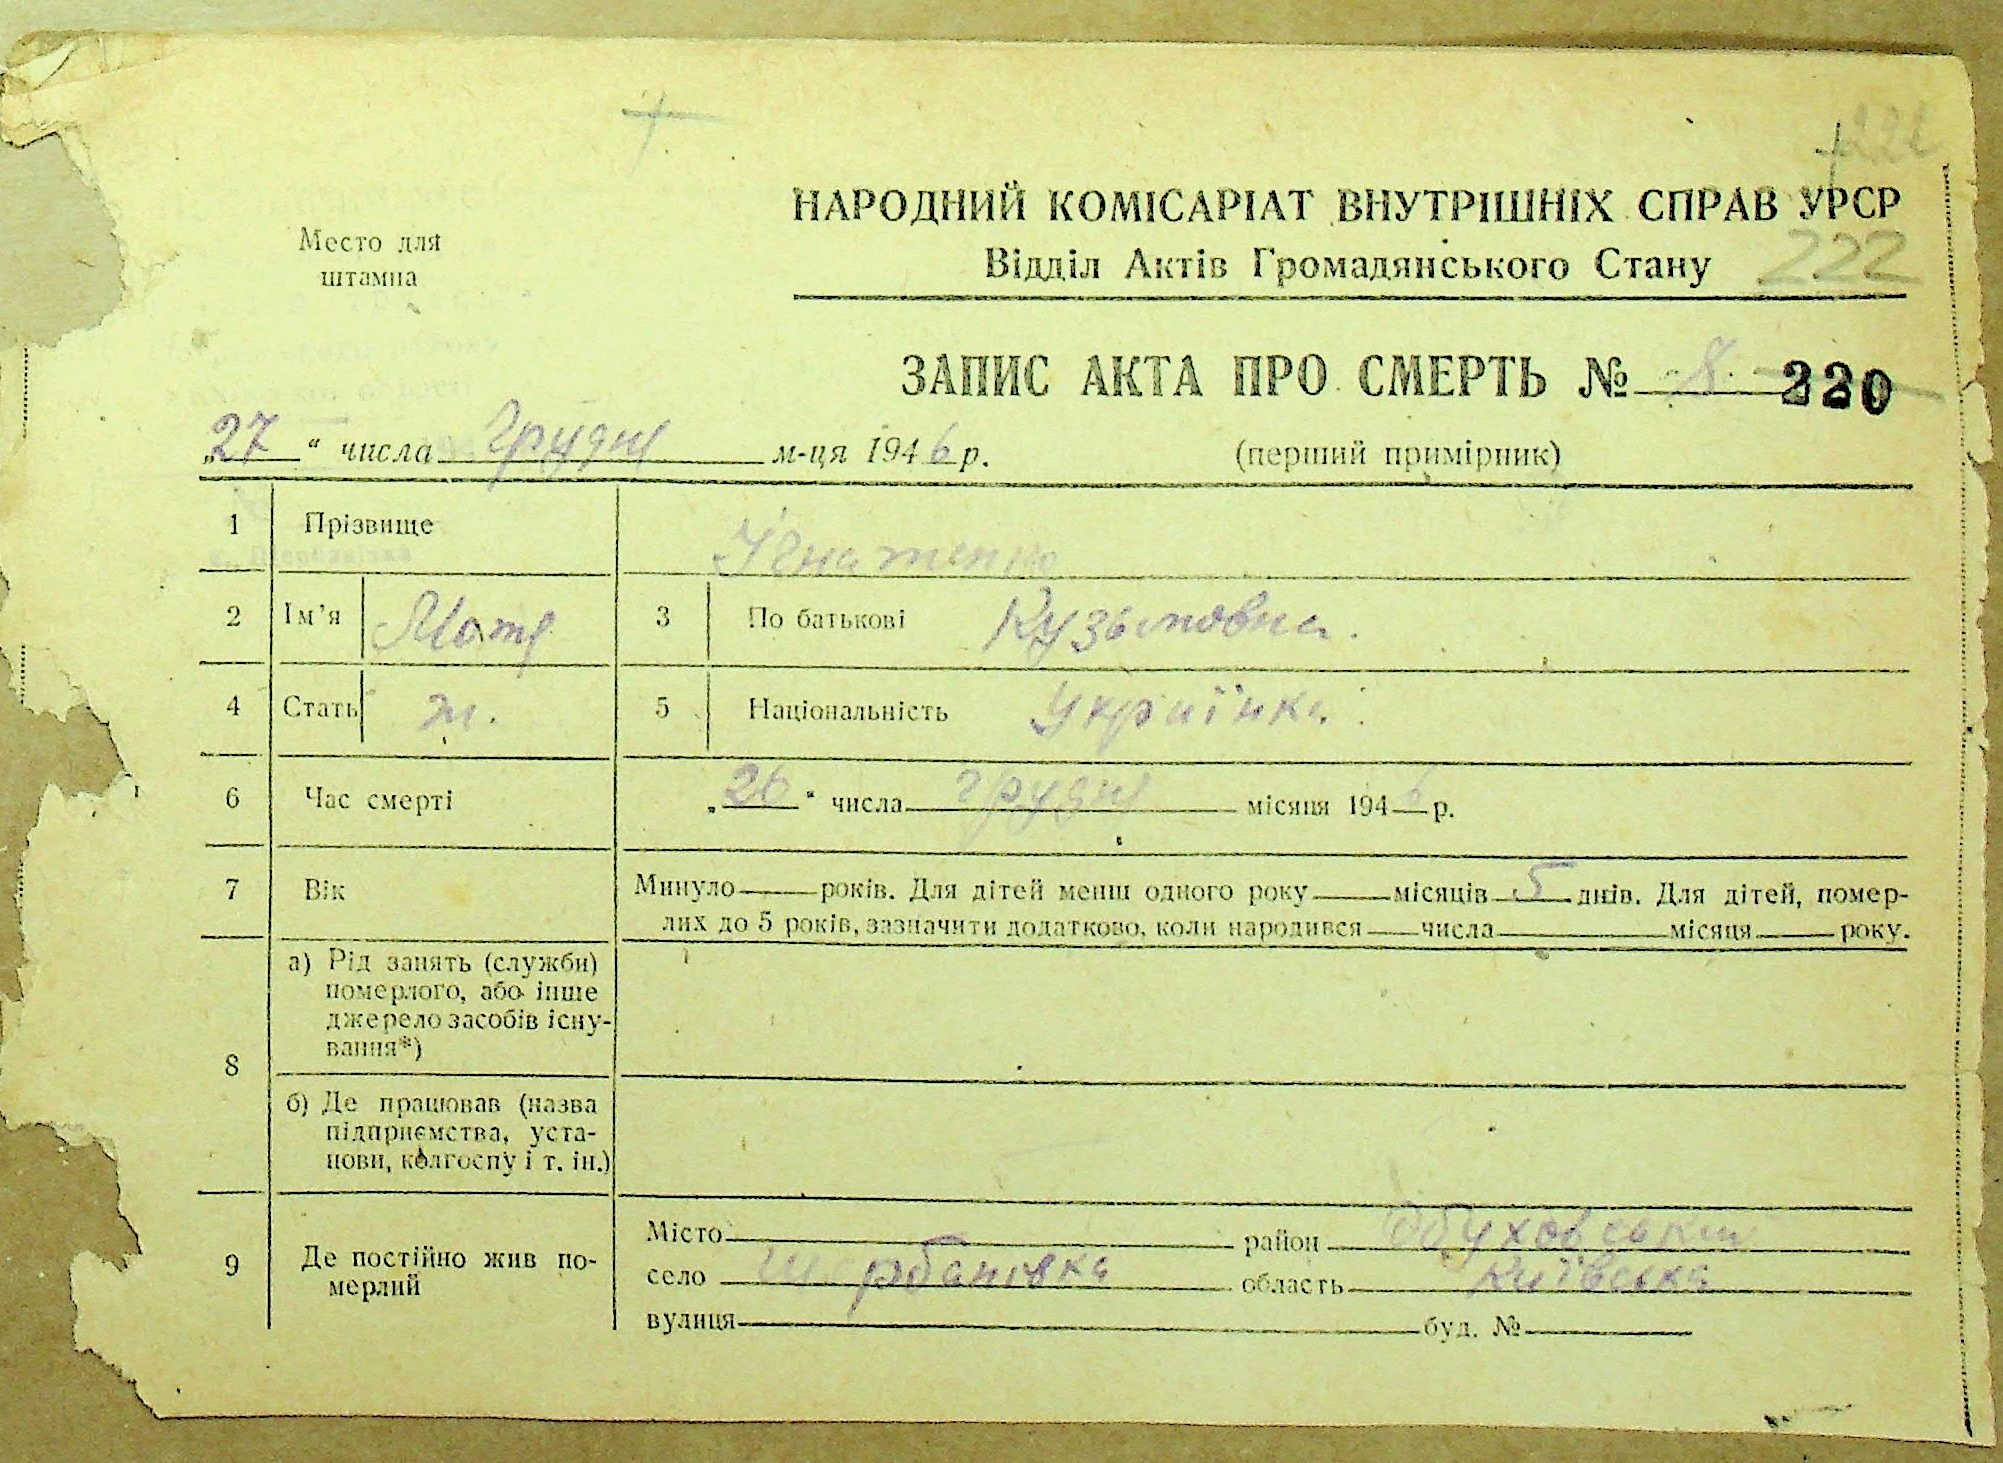 221
НАРОДНИЙ КОМІСАРІАТ ВНУТРІШНІХ СПРАВ УРСР
Відділ Актів Громадянського Стану
222
Место для
штампа
ЗАПИС АКТА ПРО СМЕРТЬ № 8 220
„27“ числа грудня м-ця 1946 р.
(перший примірник)
1 Прізвище Ігнатенко
2 Ім'я Мотя 3 По батькові Кузьмовна.
4 Стать ж. 5 Національність Українка
6 Час смерті „26“ числа грудня місяця 1946 р.
7 Вік Минуло років. Для дітей менш одного року місяців 5 днів. Для дітей, помер-
лих до 5 років, зазначити додатково, коли народився числа місяця року.
8 а) Рід занять (служби)
померлого, або інше
джерело засобів існу-
вання*)
б) Де працював (назва
підприємства, уста-
нови, колгоспу і т. ін.)
9 Де постійно жив по-
мерлий
Місто район Обуховський
село Щербанівка область Київська
вулиця буд. №